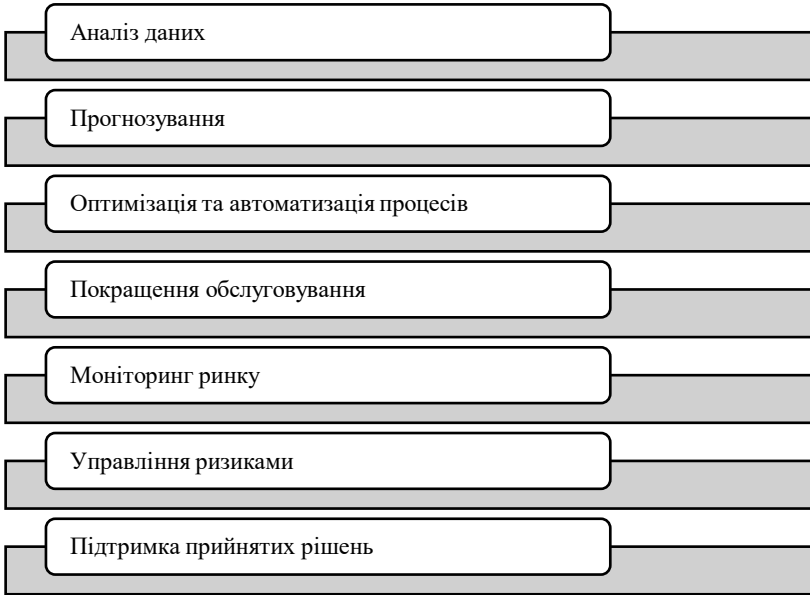 Аналіз даних
Прогнозування
Оптимізація та автоматизація процесів
Покращення обслуговування
Моніторинг ринку
Управління ризиками
Підтримка прийнятих рішень